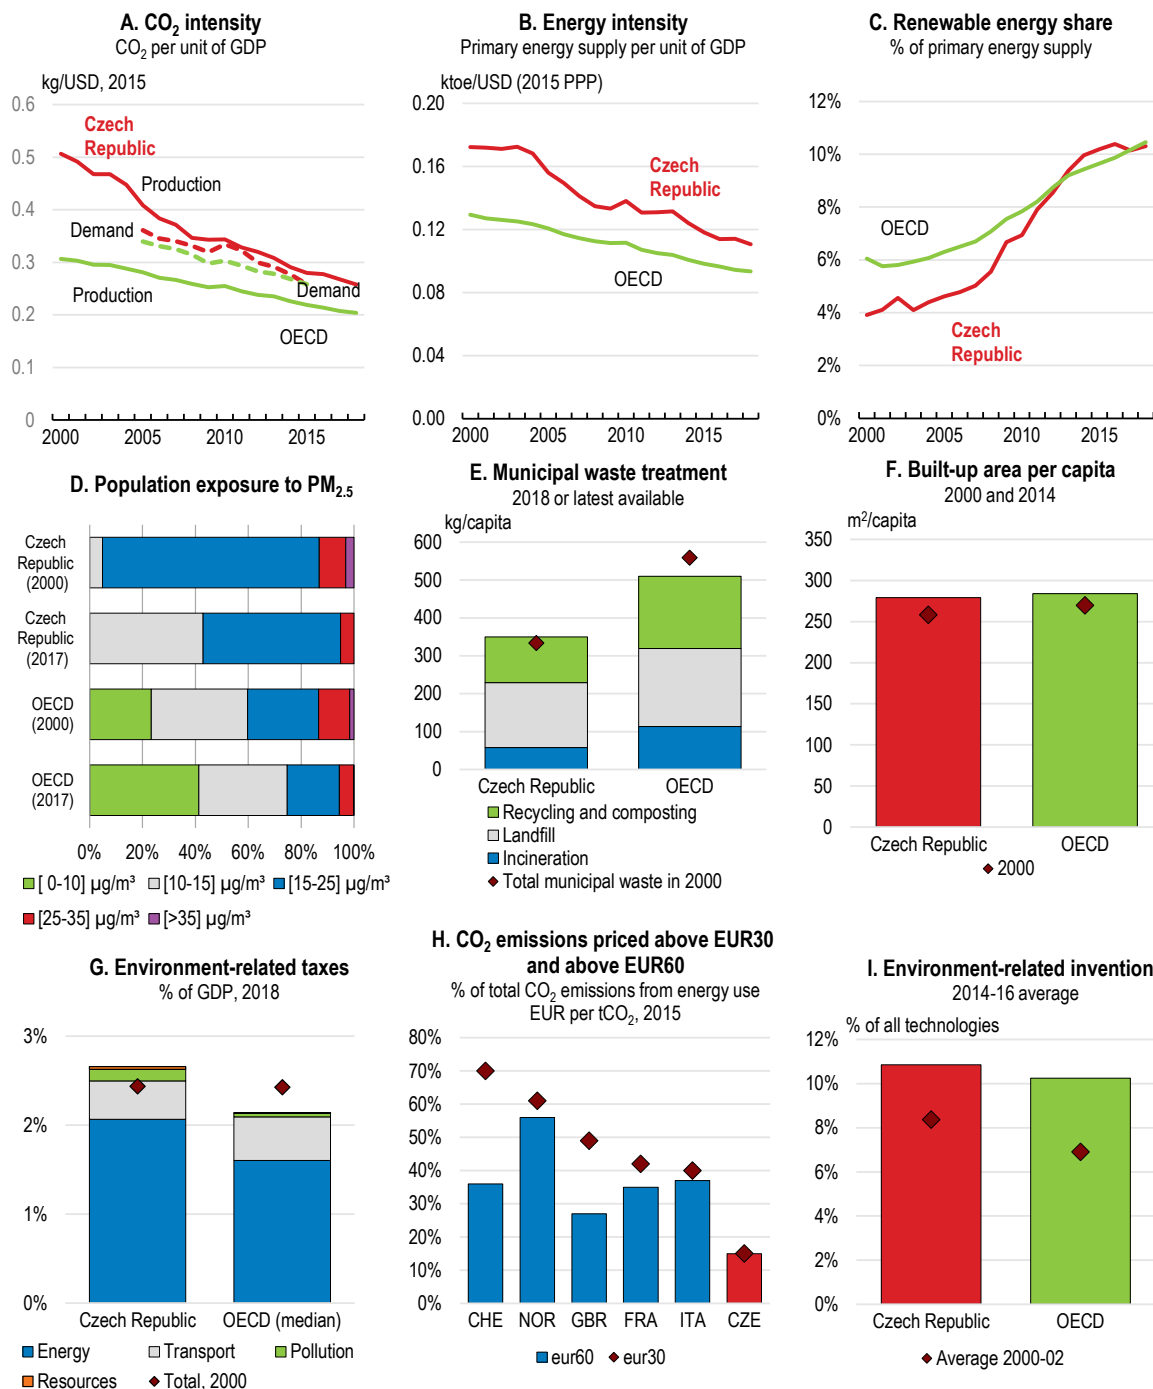 A. CO2 intensity
CO2 per unit of GDP
kg/USD, 2015
0.6
0.5
0.4
0.3
0.2
0.1
0
Czech
Republic
Production
Demand
Production
Demand
OECD
2000
2005
2010
2015
B. Energy intensity
Primary energy supply per unit of GDP
ktoe/USD (2015 PPP)
0.20
0.16
0.12
0.08
0.04
0.00
Czech
Republic
OECD
2000
2005
2010
2015
C. Renewable energy share
% of primary energy supply
12%
10%
8%
6%
4%
2%
0%
OECD
Czech
Republic
2000
2005
2010
2015
D. Population exposure to PM2.5
Czech
Republic
(2000)
Czech
Republic
(2017)
OECD
(2000)
OECD
(2017)
0%
20%
40%
60%
80%
100%
[ 0-10] µg/m³
[10-15] µg/m³
[15-25] µg/m³
[25-35] µg/m³
[>35] µg/m³
E. Municipal waste treatment
2018 or latest available
kg/capita
600
500
400
300
200
100
0
Czech Republic
OECD
Recycling and composting
Landfill
Incineration
Total municipal waste in 2000
F. Built-up area per capita
2000 and 2014
m2/capita
350
300
250
200
150
100
50
0
Czech Republic
OECD
2000
G. Environment-related taxes
% of GDP, 2018
3%
2%
1%
0%
Czech Republic
OECD (median)
Energy
Transport
Pollution
Resources
Total, 2000
H. CO2 emissions priced above EUR30
and above EUR60
% of total CO2 emissions from energy use
EUR per tCO2, 2015
80%
70%
60%
50%
40%
30%
20%
10%
0%
CHE
NOR
GBR
FRA
ITA
CZE
eur60
eur30
I. Environment-related invention
2014-16 average
% of all technologies
12%
10%
8%
6%
4%
2%
0%
Czech Republic
OECD
Average 2000-02